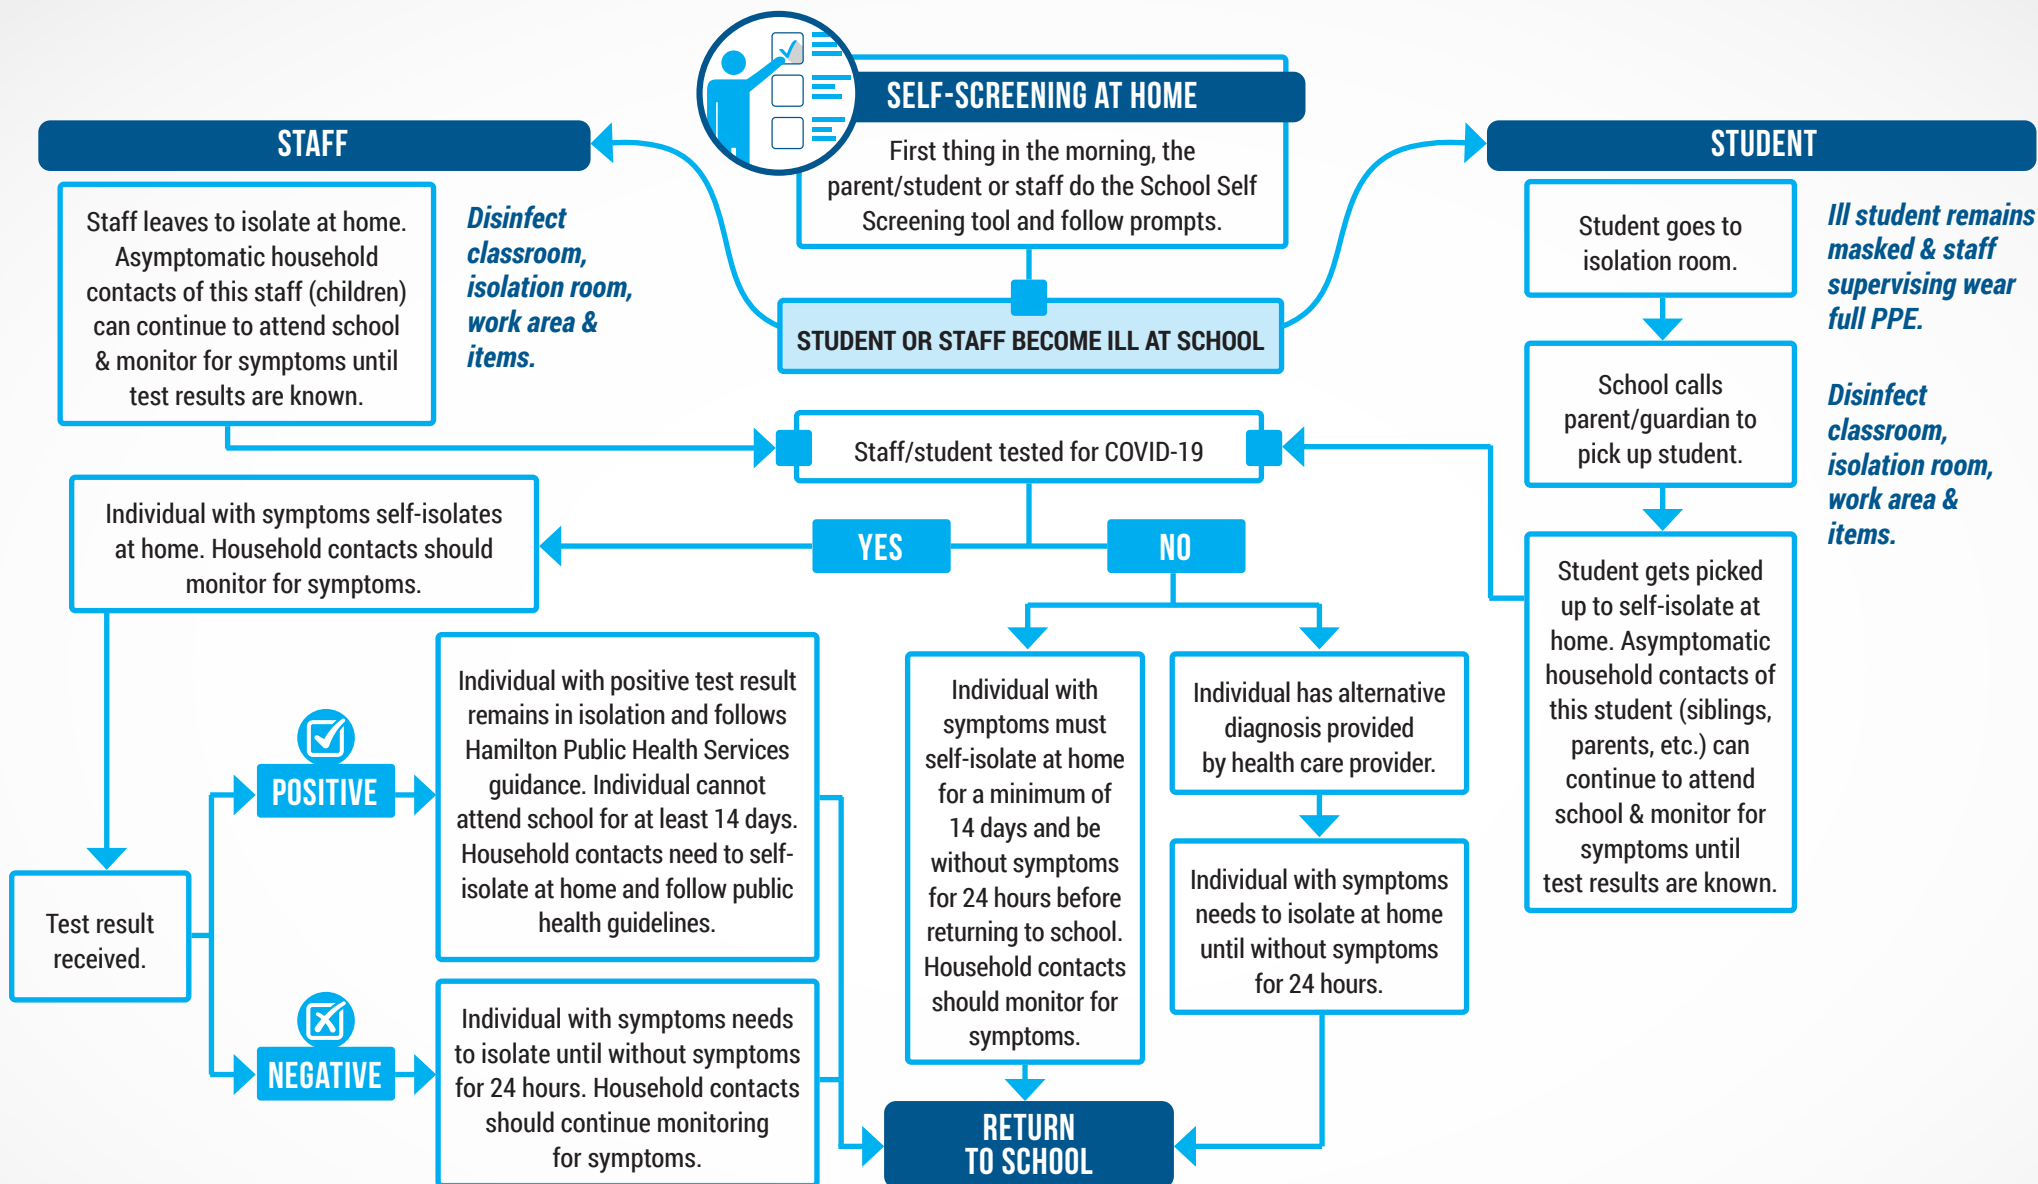 SELF-SCREENING AT HOME
First thing in the morning, the
parent/student or staff do the School Self
Screening tool and follow prompts.
STUDENT OR STAFF BECOME ILL AT SCHOOL
STAFF
Staff leaves to isolate at home.
Asymptomatic household
contacts of this staff (children)
can continue to attend school
& monitor for symptoms until
test results are known.
Disinfect
classroom,
isolation room,
work area &
items.
STUDENT
Student goes to
isolation room.
Ill student remains
masked & staff
supervising wear
full PPE.
School calls
parent/guardian to
pick up student.
Disinfect
classroom,
isolation room,
work area &
items.
Student gets picked
up to self-isolate at
home. Asymptomatic
household contacts of
this student (siblings,
parents, etc.) can
continue to attend
school & monitor for
symptoms until
test results are known.
Staff/student tested for COVID-19
YES
NO
Individual with symptoms self-isolates
at home. Household contacts should
monitor for symptoms.
Test result
received.
POSITIVE
Individual with positive test result
remains in isolation and follows
Hamilton Public Health Services
guidance. Individual cannot
attend school for at least 14 days.
Household contacts need to self-
isolate at home and follow public
health guidelines.
NEGATIVE
Individual with symptoms needs
to isolate until without symptoms
for 24 hours. Household contacts
should continue monitoring
for symptoms.
Individual with
symptoms must
self-isolate at home
for a minimum of
14 days and be
without symptoms
for 24 hours before
returning to school.
Household contacts
should monitor for
symptoms.
Individual has alternative
diagnosis provided
by health care provider.
Individual with symptoms
needs to isolate at home
until without symptoms
for 24 hours.
RETURN
TO SCHOOL